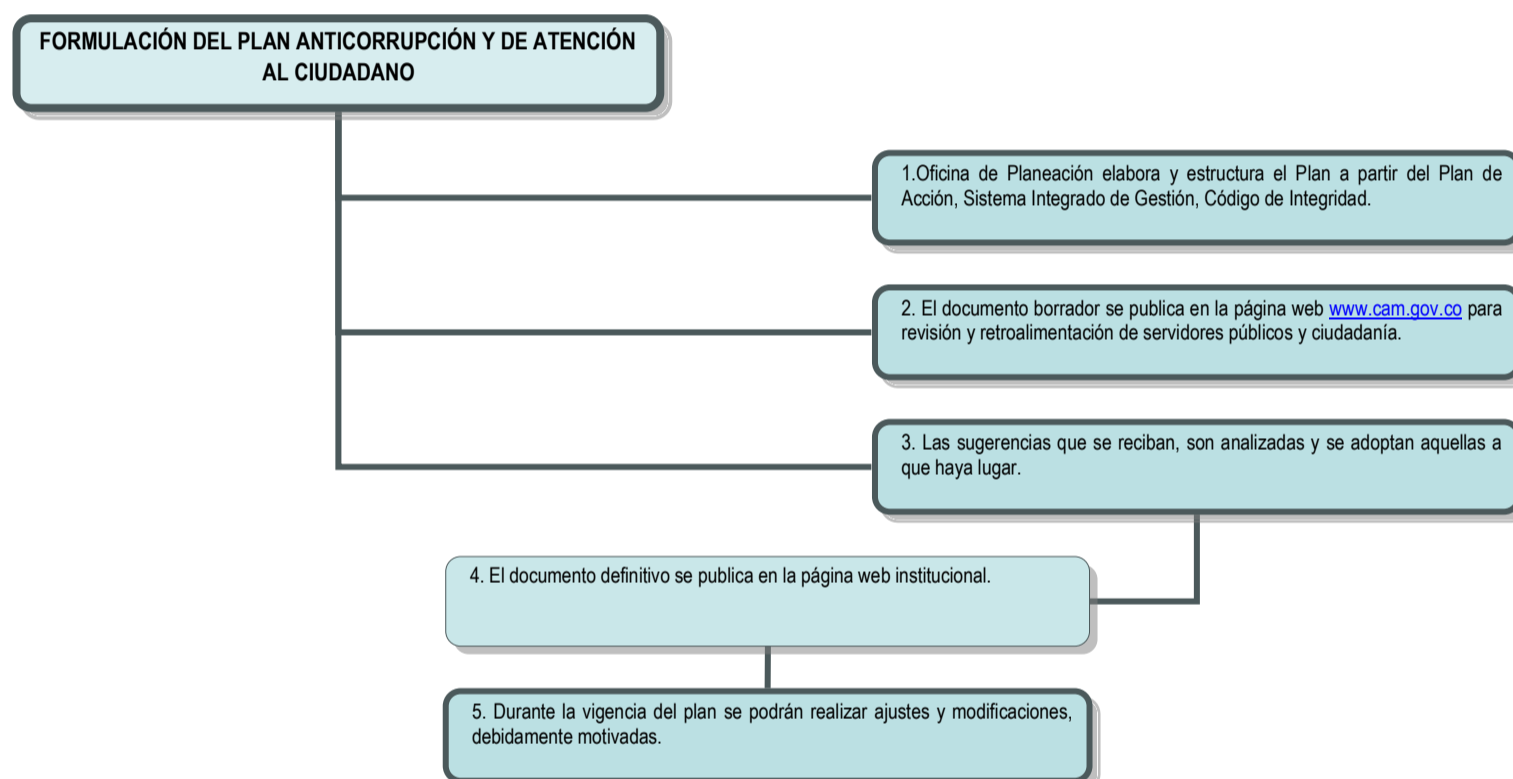 FORMULACIÓN DEL PLAN ANTICORRUPCIÓN Y DE ATENCIÓN
AL CIUDADANO
1.Oficina de Planeación elabora y estructura el Plan a partir del Plan de
Acción, Sistema Integrado de Gestión, Código de Integridad.
2. El documento borrador se publica en la página web www.cam.gov.co para
revisión y retroalimentación de servidores públicos y ciudadanía.
3. Las sugerencias que se reciban, son analizadas y se adoptan aquellas a
que haya lugar.
4. El documento definitivo se publica en la página web institucional.
5. Durante la vigencia del plan se podrán realizar ajustes y modificaciones,
debidamente motivadas.